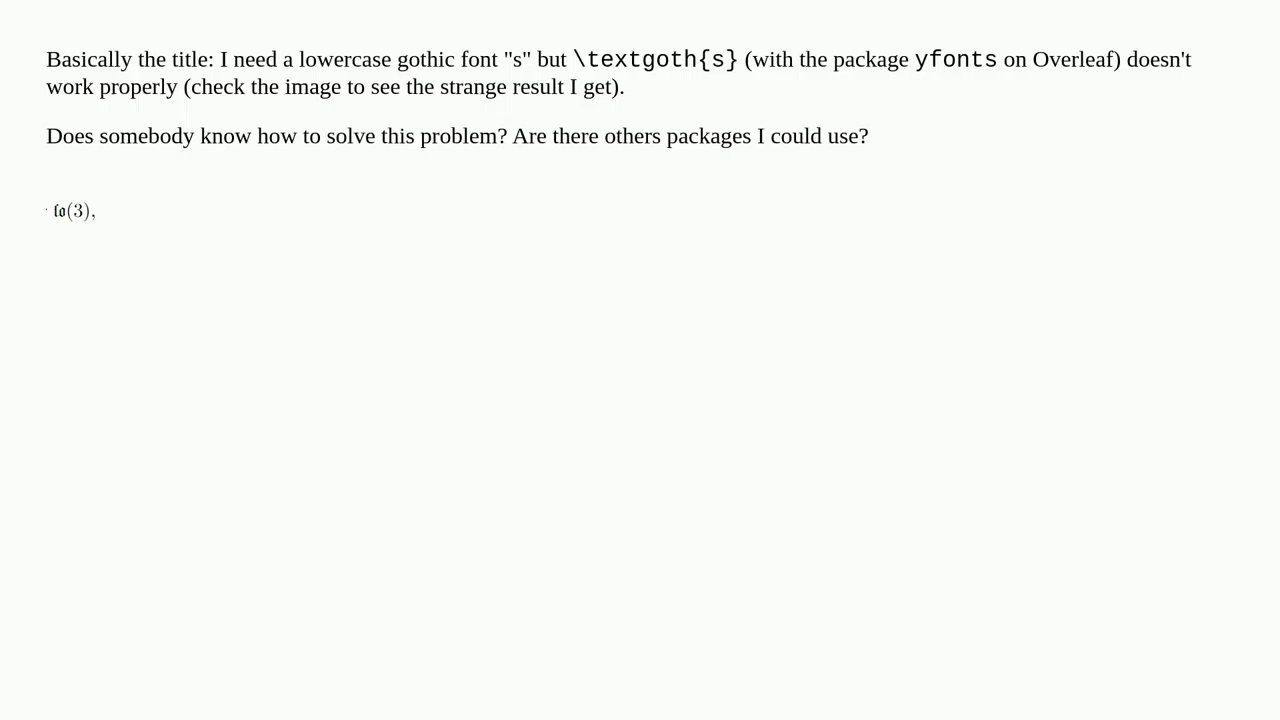 Basically the title: I need a lowercase gothic font "s" but \textgoth{s} (with the package yfonts on Overleaf) doesn't
work properly (check the image to see the strange result I get).
Does somebody know how to solve this problem? Are there others packages I could use?
ſo(3),